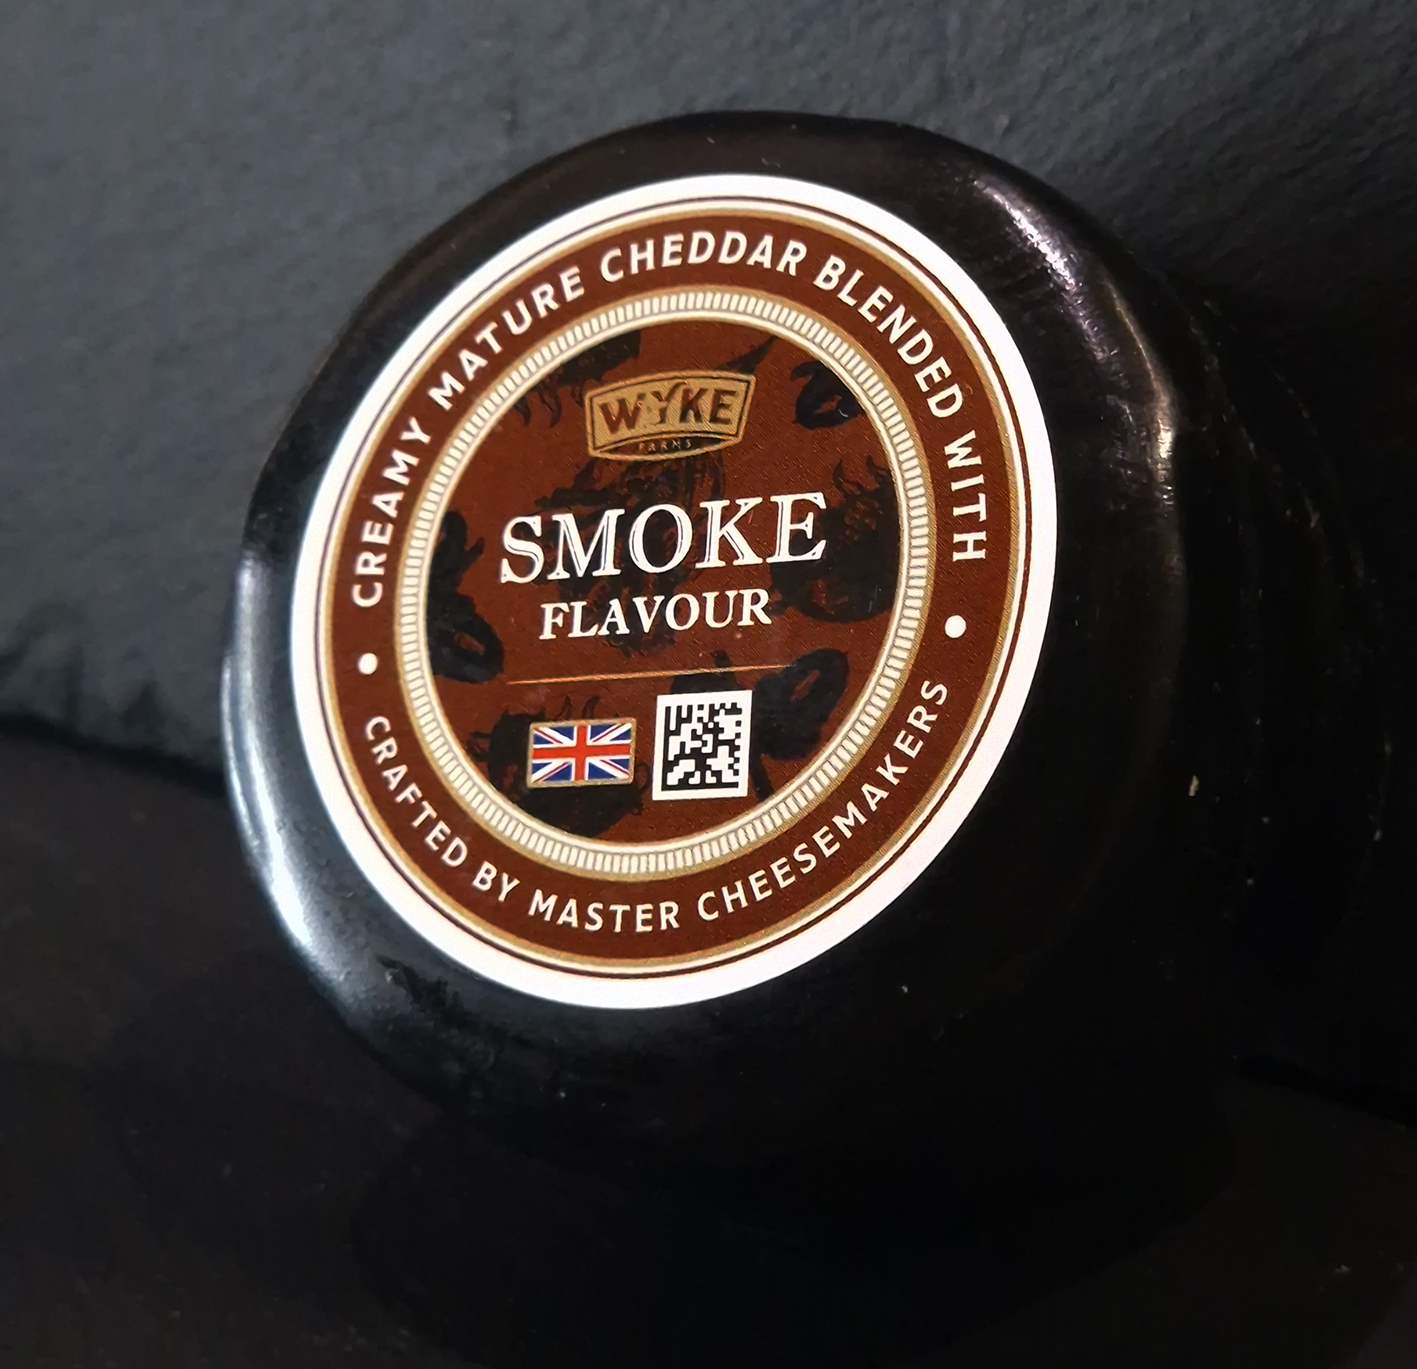 CREAMY MATURE CHEDDAR BLENDED WITH
WYKE
FARMS
SMOKE
FLAVOUR
CRAFTED BY MASTER CHEESEMAKERS